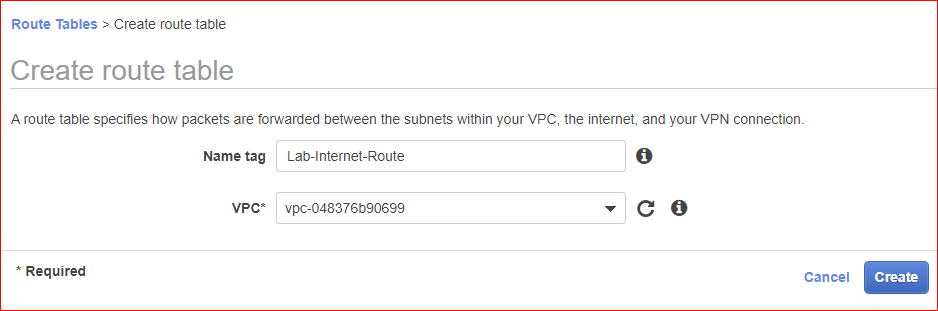 Route Tables > Create route table
Create route table
A route table specifies how packets are forwarded between the subnets within your VPC, the internet, and your VPN connection.
Name tag Lab-Internet-Route
VPC* vpc-048376b90699
* Required
Cancel Create